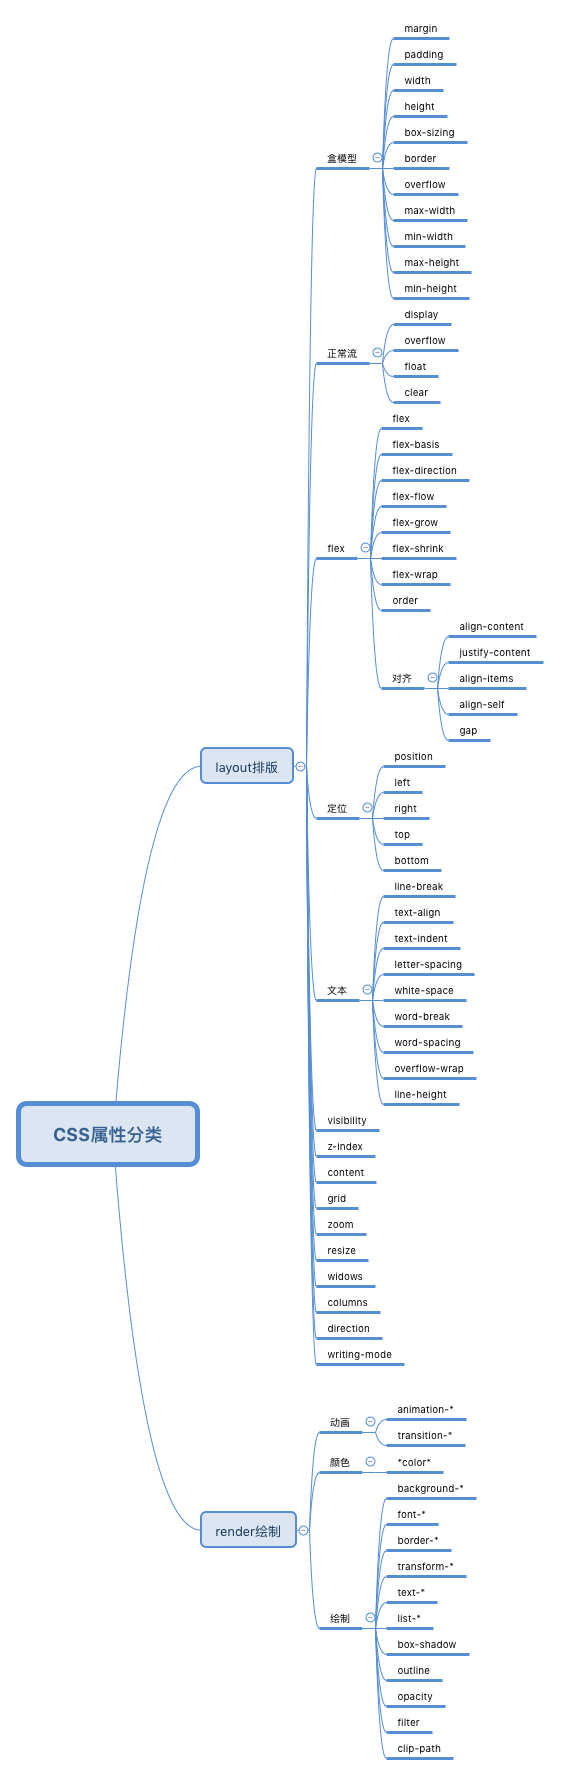 CSS属性分类
layout排版
盒模型
margin
padding
width
height
box-sizing
border
overflow
max-width
min-width
max-height
min-height
正常流
display
overflow
float
clear
flex
flex
flex-basis
flex-direction
flex-flow
flex-grow
flex-shrink
flex-wrap
order
对齐
align-content
justify-content
align-items
align-self
gap
定位
position
left
right
top
bottom
文本
line-break
text-align
text-indent
letter-spacing
white-space
word-break
word-spacing
overflow-wrap
line-height
visibility
z-index
content
grid
zoom
resize
widows
columns
direction
writing-mode
render绘制
动画
animation-*
transition-*
颜色
*color*
绘制
background-*
font-*
border-*
transform-*
text-*
list-*
box-shadow
outline
opacity
filter
clip-path